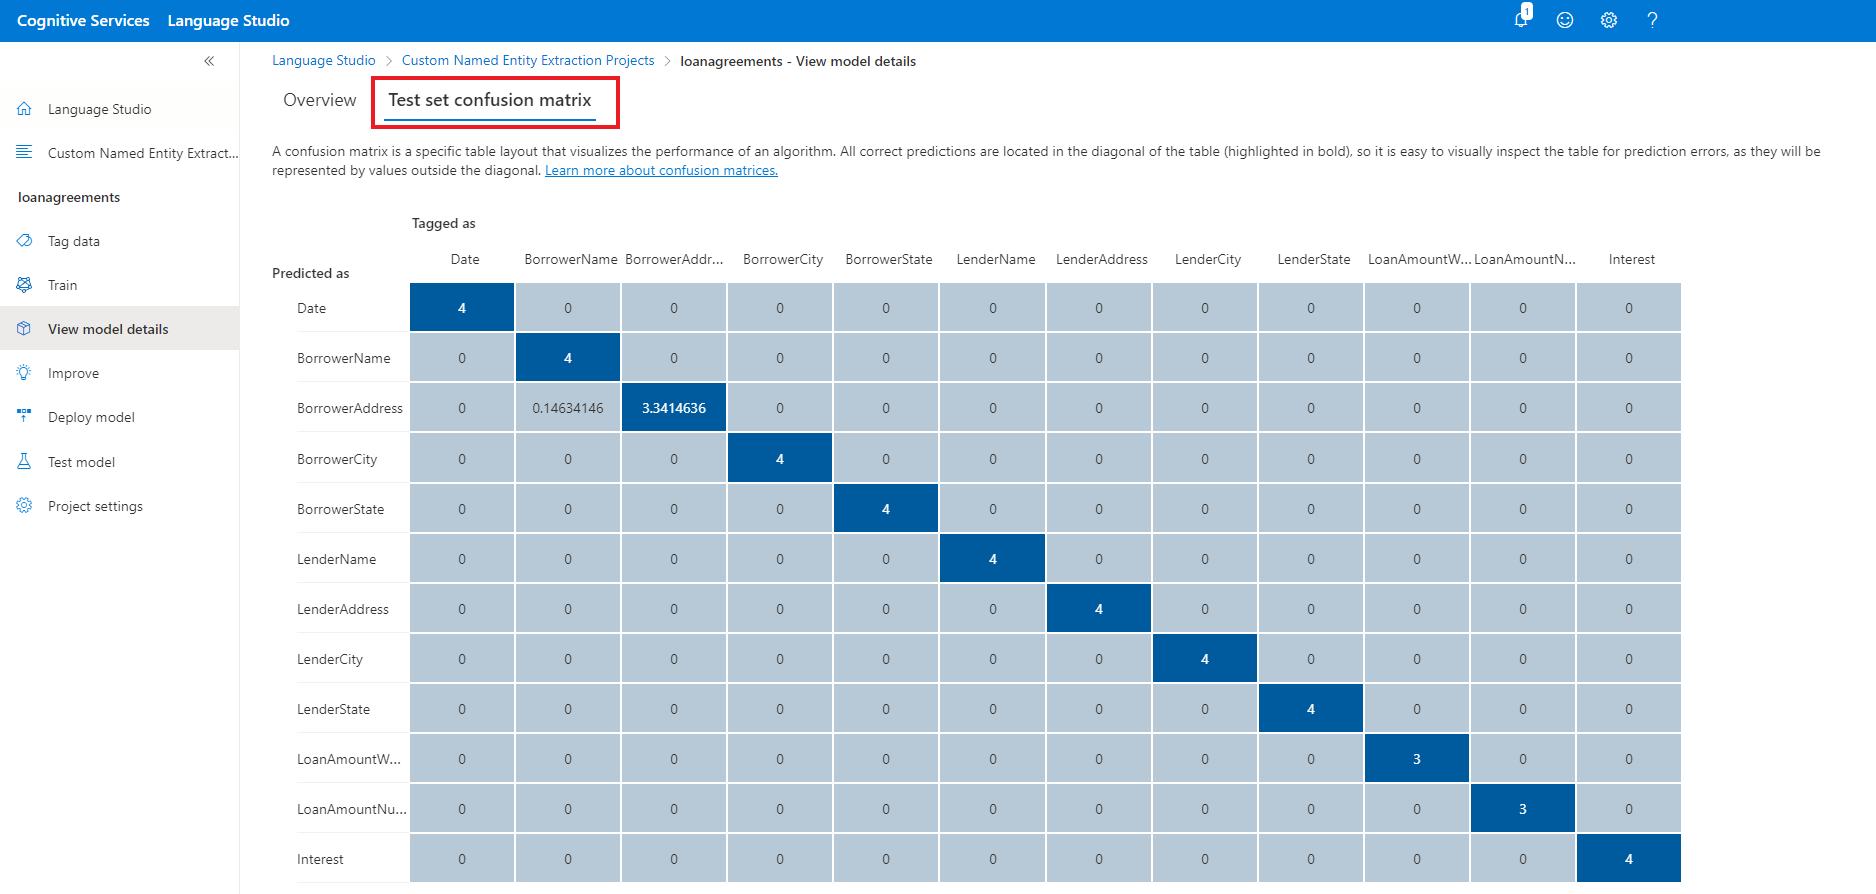 Cognitive Services Language Studio 1
Language Studio > Custom Named Entity Extraction Projects > loanagreements - View model details
Overview Test set confusion matrix
Language Studio
Custom Named Entity Extract...
loanagreements
Tag data
Train
View model details
Improve
Deploy model
Test model
Project settings
A confusion matrix is a specific table layout that visualizes the performance of an algorithm. All correct predictions are located in the diagonal of the table (highlighted in bold), so it is easy to visually inspect the table for prediction errors, as they will be
represented by values outside the diagonal. Learn more about confusion matrices.
Tagged as
Date BorrowerName BorrowerAddr... BorrowerCity BorrowerState LenderName LenderAddress LenderCity LenderState LoanAmountW... LoanAmountN... Interest
Predicted as
Date 4 0 0 0 0 0 0 0 0 0 0 0
BorrowerName 0 4 0 0 0 0 0 0 0 0 0 0
BorrowerAddress 0 0.14634146 3.3414636 0 0 0 0 0 0 0 0 0
BorrowerCity 0 0 0 4 0 0 0 0 0 0 0 0
BorrowerState 0 0 0 0 4 0 0 0 0 0 0 0
LenderName 0 0 0 0 0 4 0 0 0 0 0 0
LenderAddress 0 0 0 0 0 0 4 0 0 0 0 0
LenderCity 0 0 0 0 0 0 0 4 0 0 0 0
LenderState 0 0 0 0 0 0 0 0 4 0 0 0
LoanAmountW... 0 0 0 0 0 0 0 0 0 3 0 0
LoanAmountNu... 0 0 0 0 0 0 0 0 0 0 3 0
Interest 0 0 0 0 0 0 0 0 0 0 0 4